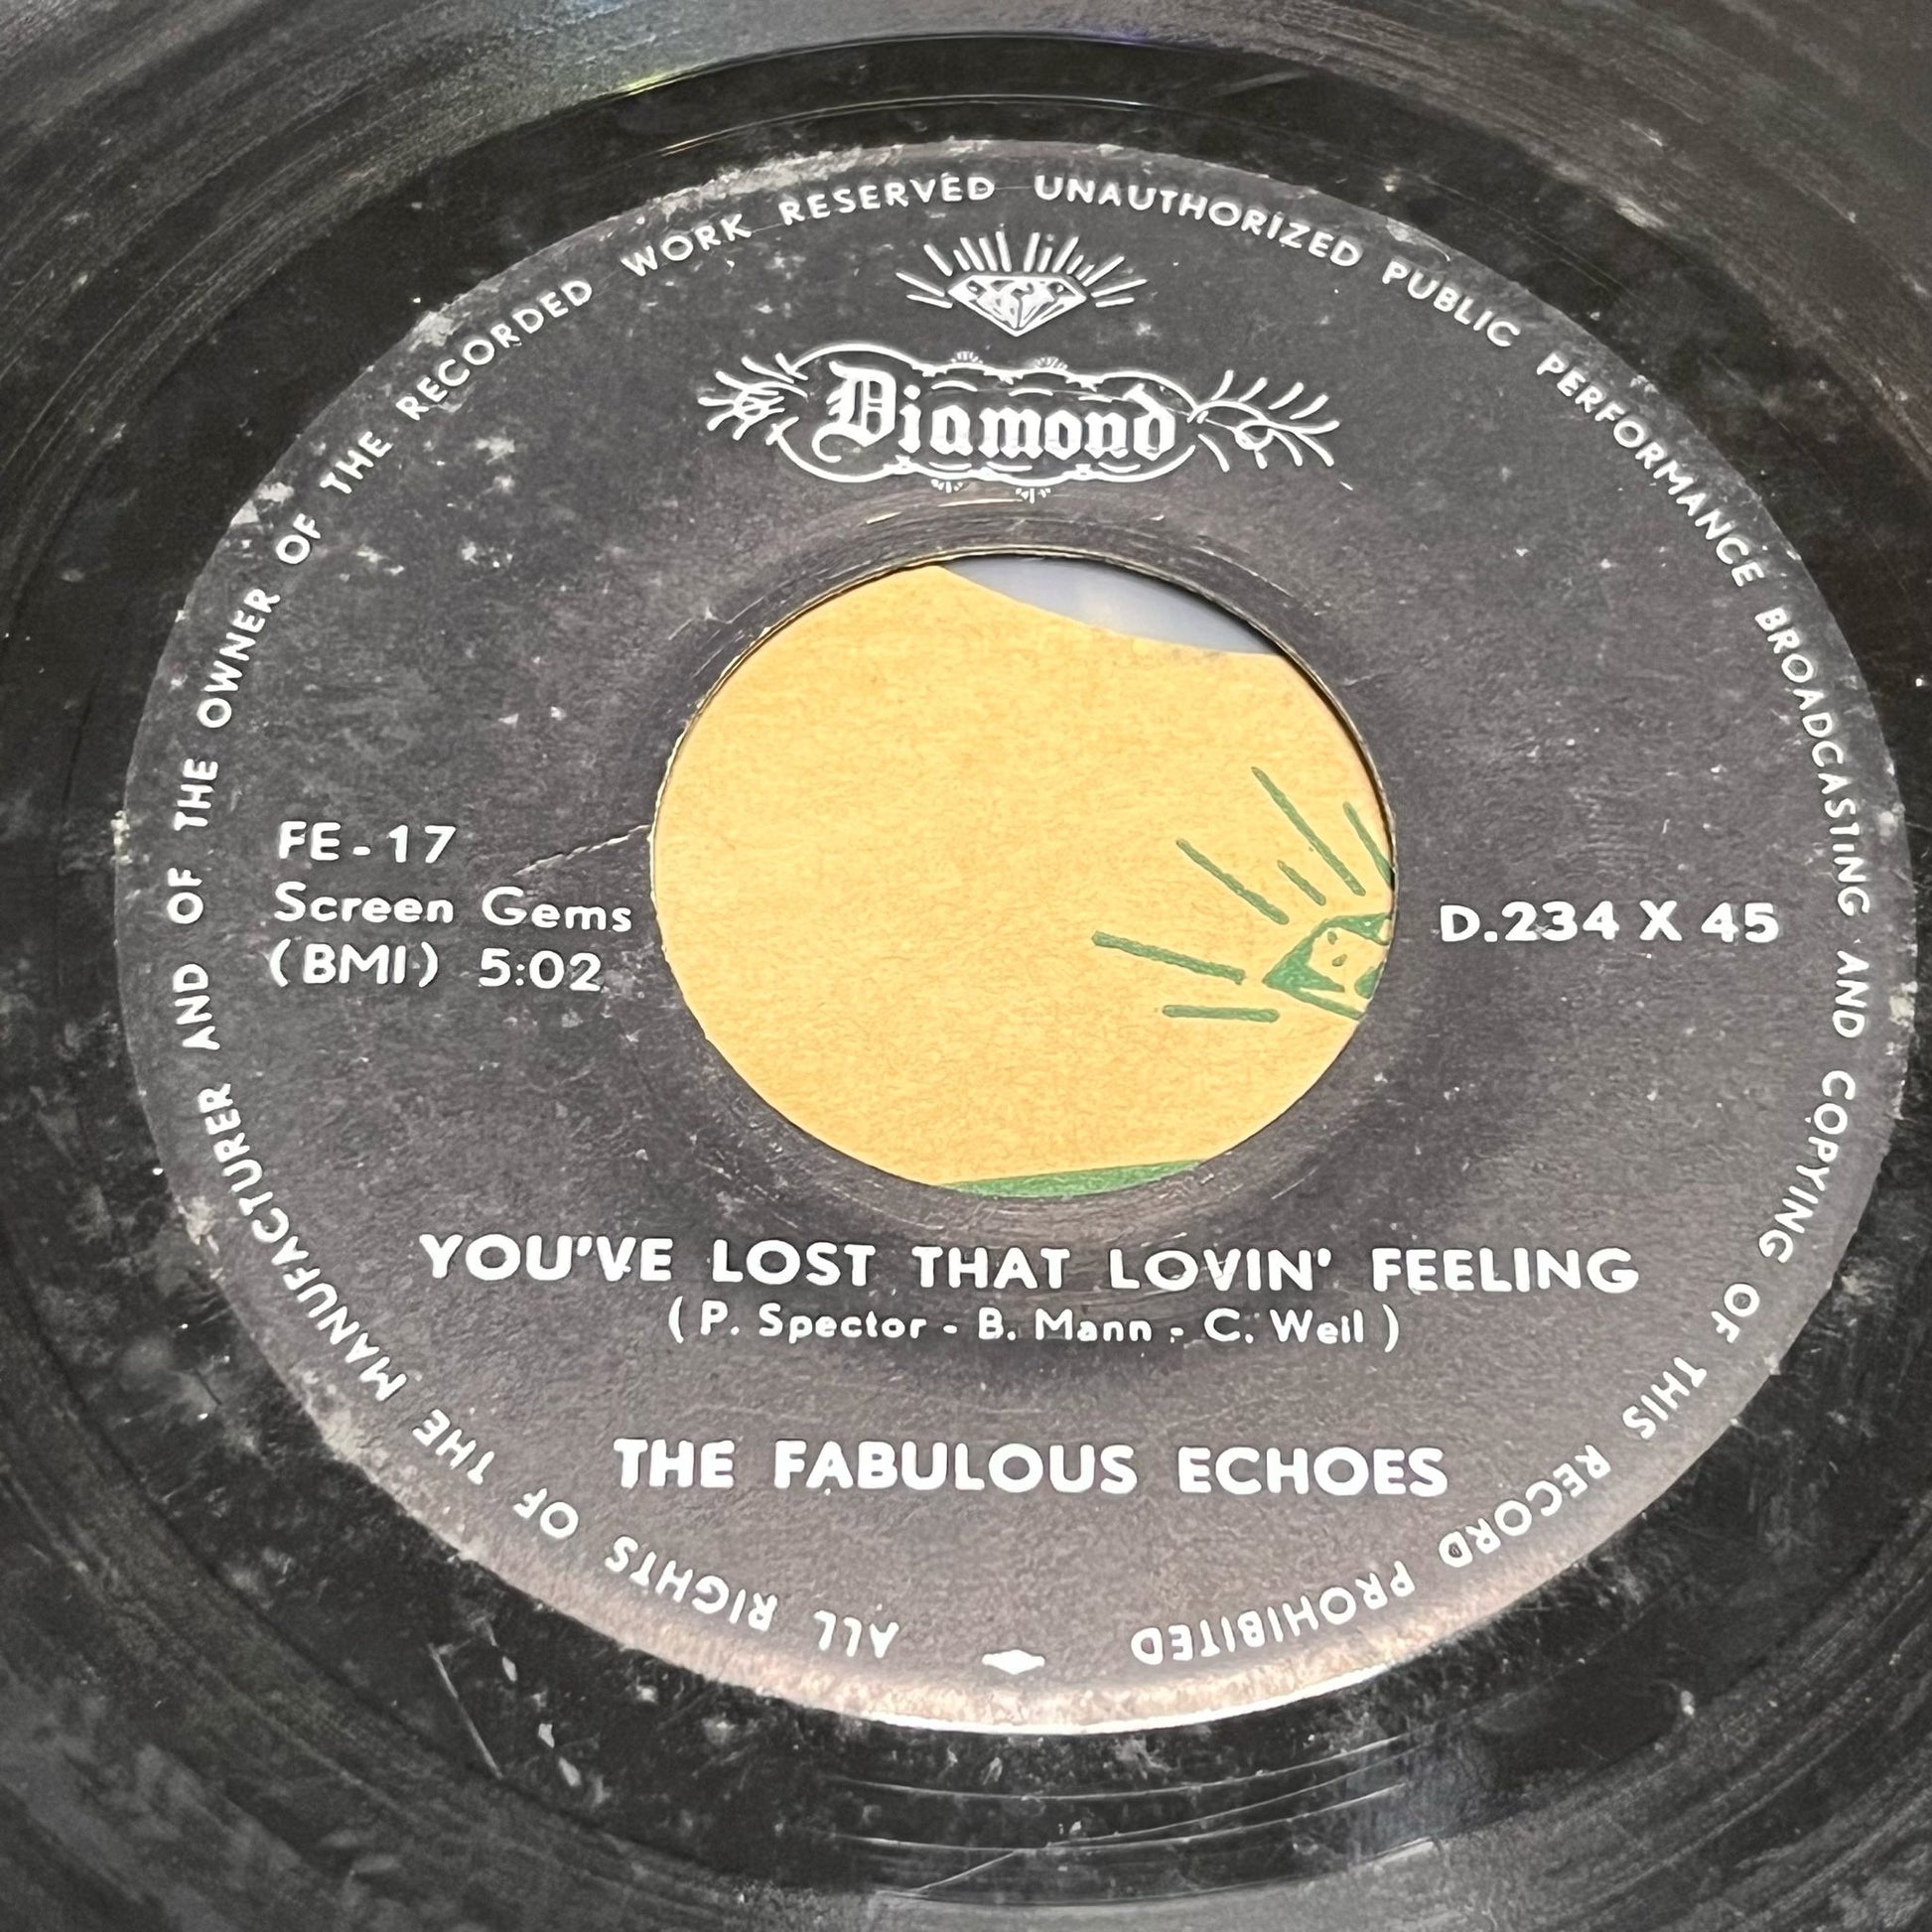 ALL RIGHTS OF THE MANUFACTURER AND OF THE OWNER OF THE RECORDED WORK RESERVED UNAUTHORIZED PUBLIC PERFORMANCE BROADCASTING AND COPYING OF THIS RECORD PROHIBITED
Diamond
FE-17
Screen Gems
(BMI) 5:02
D.234 X 45
YOU'VE LOST THAT LOVIN' FEELING
(P. Spector - B. Mann - C. Weil)
THE FABULOUS ECHOES